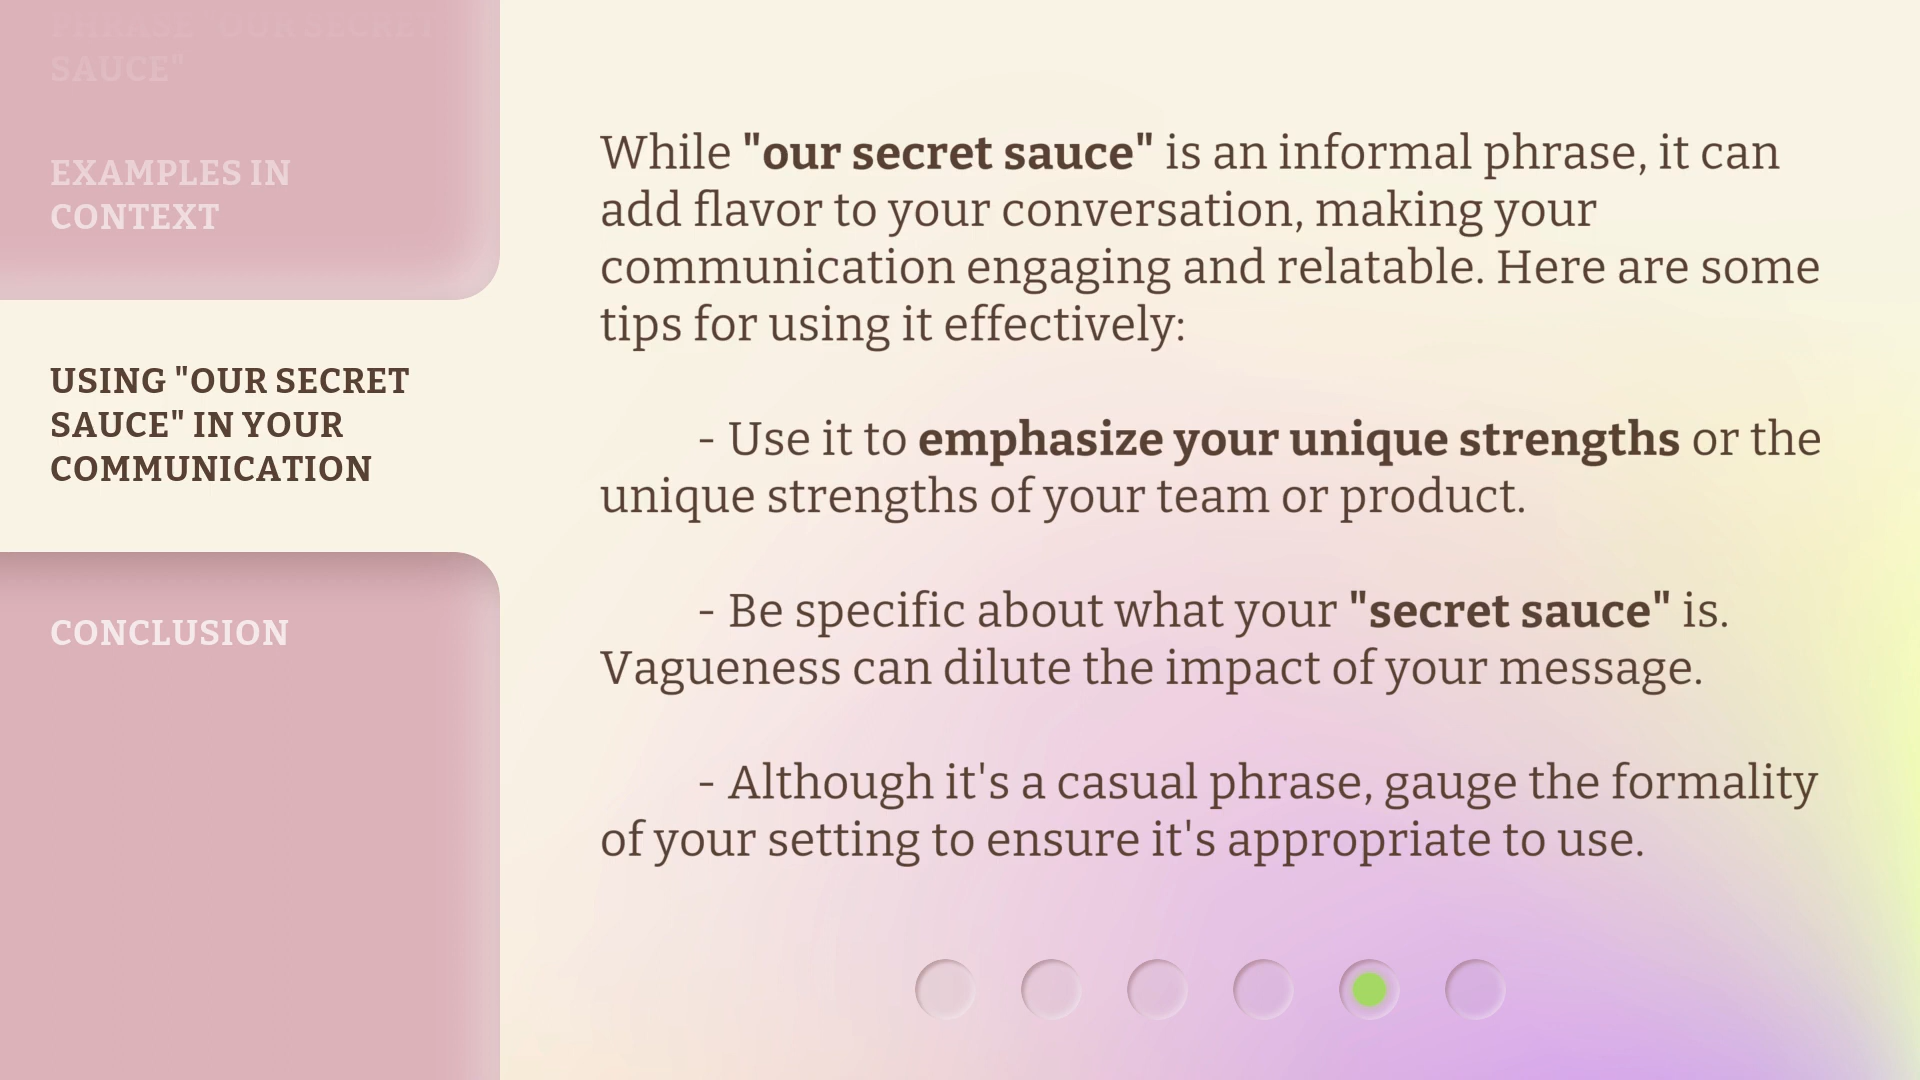 PHRASE "OUR SECRET
SAUCE"
EXAMPLES IN
CONTEXT
USING "OUR SECRET
SAUCE" IN YOUR
COMMUNICATION
CONCLUSION
While "our secret sauce" is an informal phrase, it can
add flavor to your conversation, making your
communication engaging and relatable. Here are some
tips for using it effectively:
- Use it to emphasize your unique strengths or the
unique strengths of your team or product.
- Be specific about what your "secret sauce" is.
Vagueness can dilute the impact of your message.
- Although it's a casual phrase, gauge the formality
of your setting to ensure it's appropriate to use.